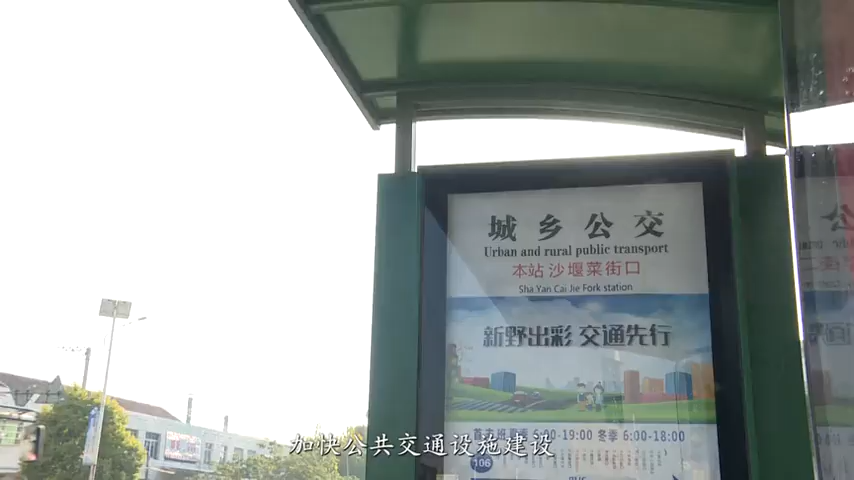 城乡公交
Urban and rural public transport
本站 沙堰菜街口
Sha Yan Cai Jie Fork station
新野出彩 交通先行
6:00-19:00 冬季 6:00-18:00
106
加快公共交通设施建设